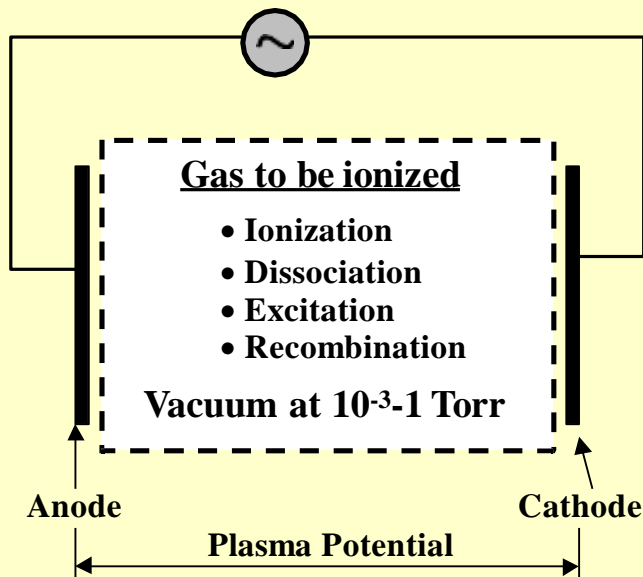 ~
Gas to be ionized
• Ionization
• Dissociation
• Excitation
• Recombination
Vacuum at 10⁻³-1 Torr
Anode
Cathode
Plasma Potential